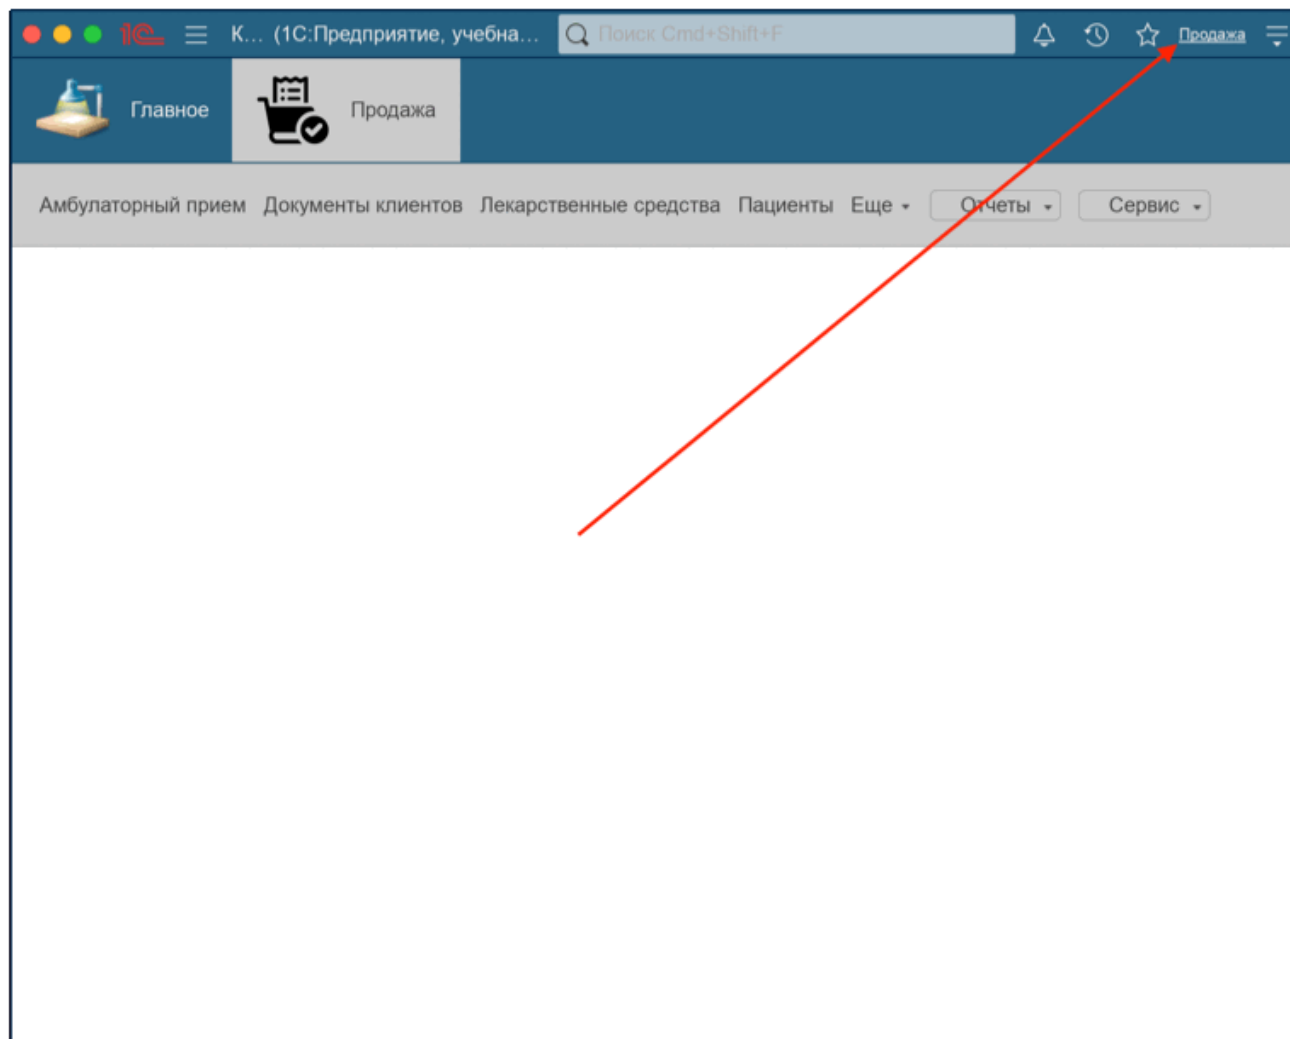 1С К... (1С:Предприятие, учебна... Поиск Cmd+Shift+F Продажа
Главное Продажа
Амбулаторный прием Документы клиентов Лекарственные средства Пациенты Еще Отчеты Сервис